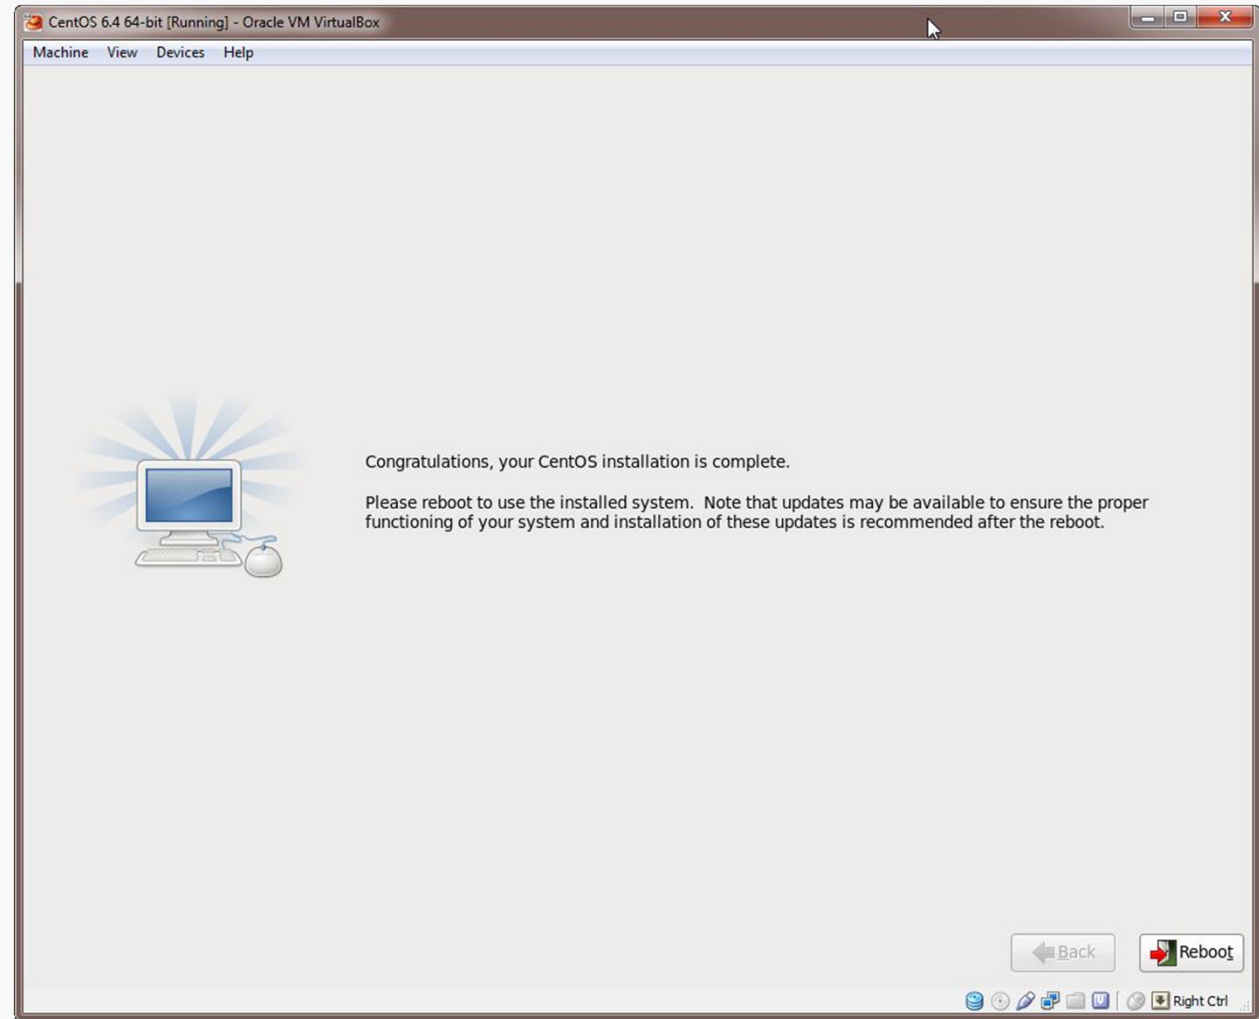 CentOS 6.4 64-bit [Running] - Oracle VM VirtualBox
Machine View Devices Help
Congratulations, your CentOS installation is complete.
Please reboot to use the installed system.  Note that updates may be available to ensure the proper
functioning of your system and installation of these updates is recommended after the reboot.
Back Reboot
Right Ctrl